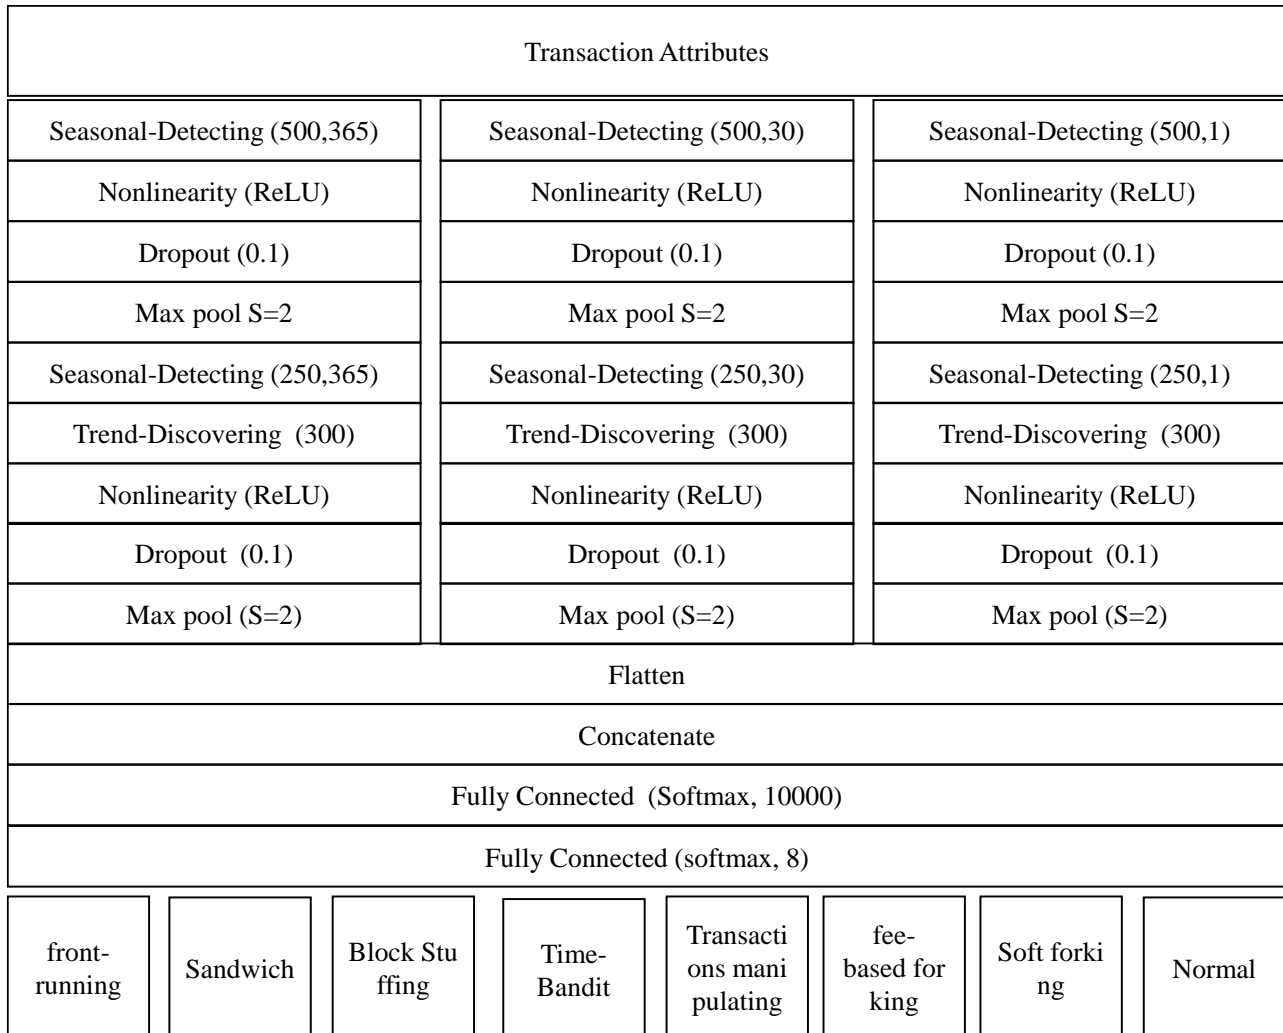 Transaction Attributes
Seasonal-Detecting (500,365)
Seasonal-Detecting (500,30)
Seasonal-Detecting (500,1)
Nonlinearity (ReLU)
Nonlinearity (ReLU)
Nonlinearity (ReLU)
Dropout (0.1)
Dropout (0.1)
Dropout (0.1)
Max pool S=2
Max pool S=2
Max pool S=2
Seasonal-Detecting (250,365)
Seasonal-Detecting (250,30)
Seasonal-Detecting (250,1)
Trend-Discovering (300)
Trend-Discovering (300)
Trend-Discovering (300)
Nonlinearity (ReLU)
Nonlinearity (ReLU)
Nonlinearity (ReLU)
Dropout (0.1)
Dropout (0.1)
Dropout (0.1)
Max pool (S=2)
Max pool (S=2)
Max pool (S=2)
Flatten
Concatenate
Fully Connected (Softmax, 10000)
Fully Connected (softmax, 8)
front-
running
Sandwich
Block Stu
ffing
Time-
Bandit
Transacti
ons mani
pulating
fee-
based for
king
Soft forki
ng
Normal